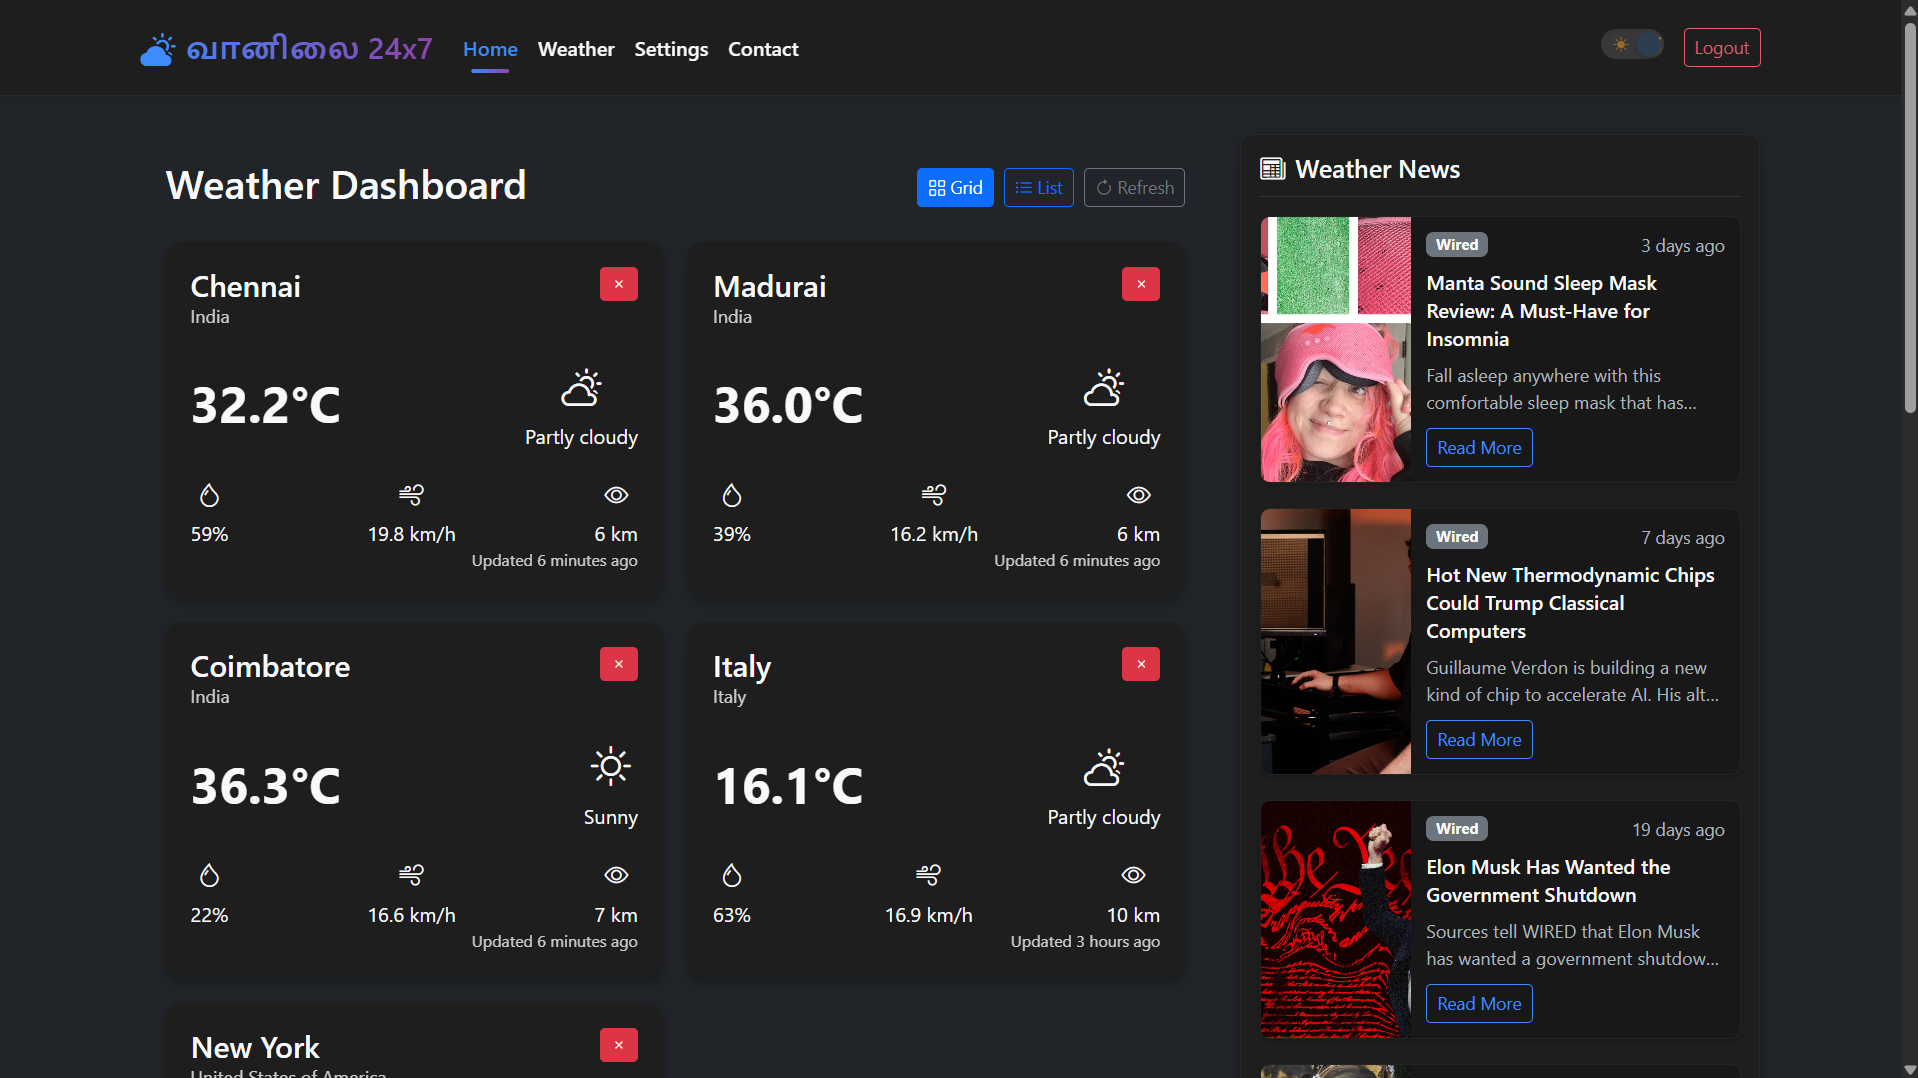 வானிலை 24x7
Home
Weather
Settings
Contact
Logout
Weather Dashboard
Grid
List
Refresh
Chennai
India
32.2°C
Partly cloudy
59%
19.8 km/h
6 km
Updated 6 minutes ago
Madurai
India
36.0°C
Partly cloudy
39%
16.2 km/h
6 km
Updated 6 minutes ago
Coimbatore
India
36.3°C
Sunny
22%
16.6 km/h
7 km
Updated 6 minutes ago
Italy
Italy
16.1°C
Partly cloudy
63%
16.9 km/h
10 km
Updated 3 hours ago
New York
United States of America
Weather News
Wired
3 days ago
Manta Sound Sleep Mask
Review: A Must-Have for
Insomnia
Fall asleep anywhere with this
comfortable sleep mask that has...
Read More
Wired
7 days ago
Hot New Thermodynamic Chips
Could Trump Classical
Computers
Guillaume Verdon is building a new
kind of chip to accelerate AI. His alt...
Read More
Wired
19 days ago
Elon Musk Has Wanted the
Government Shutdown
Sources tell WIRED that Elon Musk
has wanted a government shutdow...
Read More